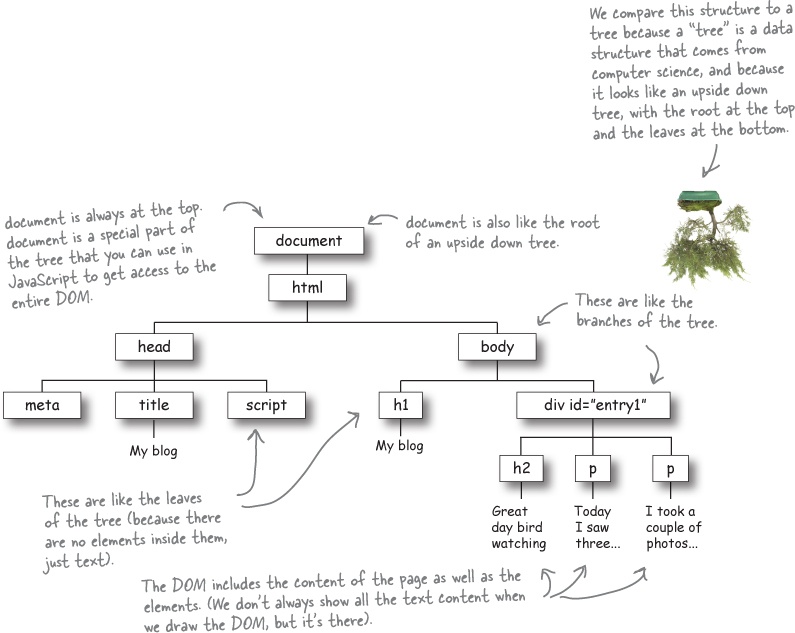 We compare this structure to a
tree because a “tree” is a data
structure that comes from
computer science, and because
it looks like an upside down
tree, with the root at the top
and the leaves at the bottom.
document is always at the top.
document is a special part of
the tree that you can use in
JavaScript to get access to the
entire DOM.
document is also like the root
of an upside down tree.
document
html
These are like the
branches of the tree.
head
body
meta
title
script
h1
div id="entry1"
My blog
My blog
h2
p
p
Great
day bird
watching
Today
I saw
three...
I took a
couple of
photos...
These are like the leaves
of the tree (because there
are no elements inside them,
just text).
The DOM includes the content of the page as well as the
elements. (We don’t always show all the text content when
we draw the DOM, but it’s there).